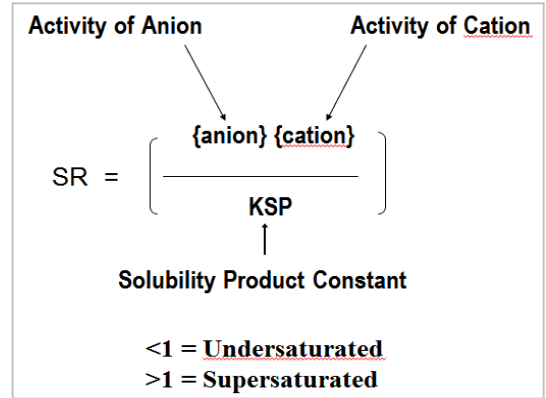 Activity of Anion Activity of Cation
{anion} {cation}
SR =
KSP
Solubility Product Constant
<1 = Undersaturated
>1 = Supersaturated